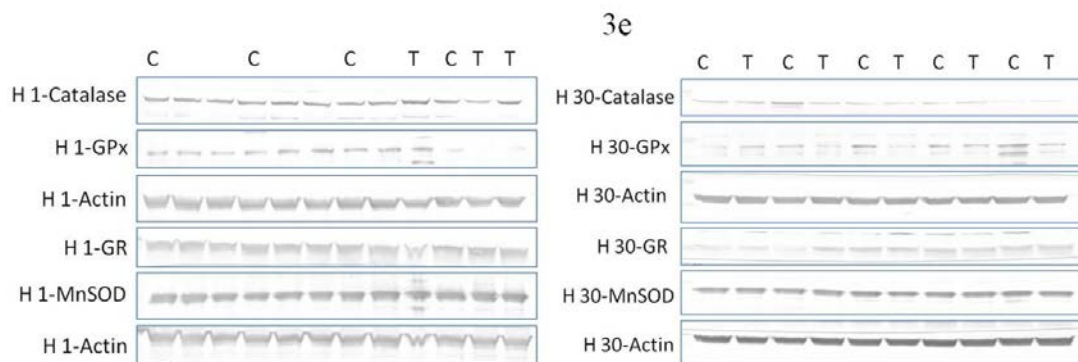 3e
C C C T C T T
H 1-Catalase
H 1-GPx
H 1-Actin
H 1-GR
H 1-MnSOD
H 1-Actin
C T C T C T C T C T
H 30-Catalase
H 30-GPx
H 30-Actin
H 30-GR
H 30-MnSOD
H 30-Actin